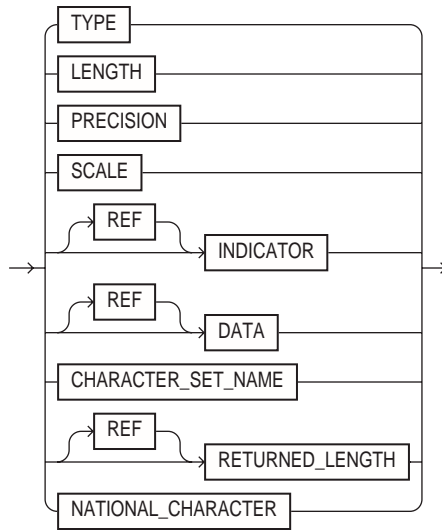 TYPE
LENGTH
PRECISION
SCALE
REF
INDICATOR
REF
DATA
CHARACTER_SET_NAME
REF
RETURNED_LENGTH
NATIONAL_CHARACTER